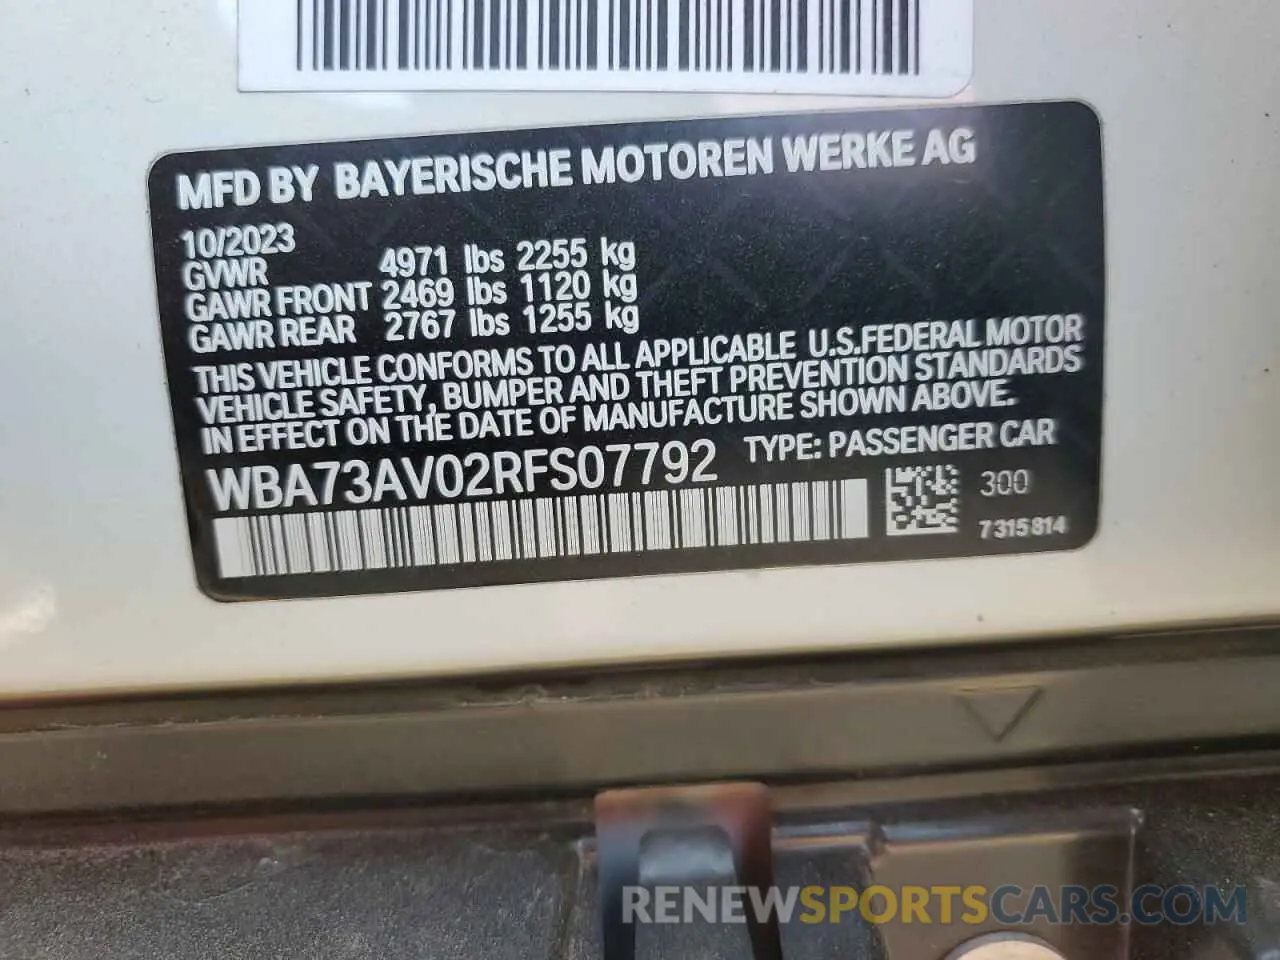 MFD BY BAYERISCHE MOTOREN WERKE AG
10/2023
GVWR 4971 lbs 2255 kg
GAWR FRONT 2469 lbs 1120 kg
GAWR REAR 2767 lbs 1255 kg
THIS VEHICLE CONFORMS TO ALL APPLICABLE U.S.FEDERAL MOTOR
VEHICLE SAFETY, BUMPER AND THEFT PREVENTION STANDARDS
IN EFFECT ON THE DATE OF MANUFACTURE SHOWN ABOVE.
WBA73AV02RFS07792 TYPE: PASSENGER CAR
300
7315814
RENEWSPORTSCARS.COM